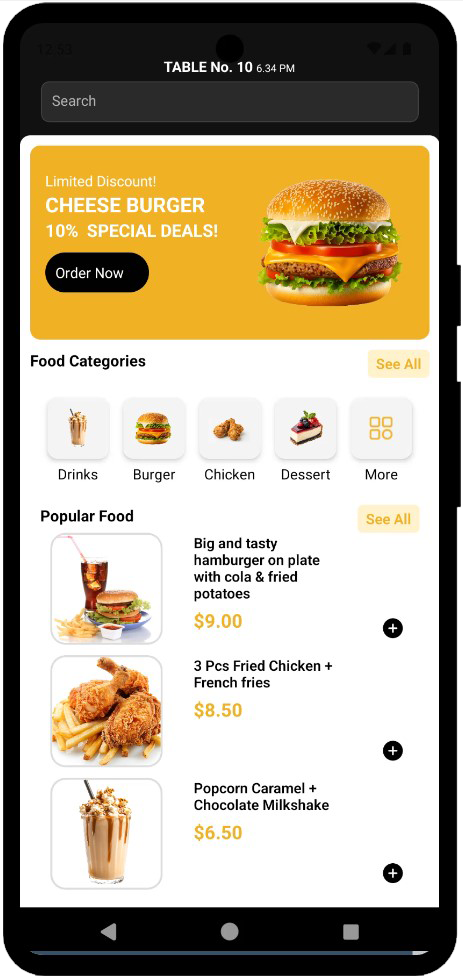 12:53
TABLE No. 10 6.34 PM
Search
Limited Discount!
CHEESE BURGER
10% SPECIAL DEALS!
Order Now
Food Categories
See All
Drinks
Burger
Chicken
Dessert
More
Popular Food
See All
Big and tasty
hamburger on plate
with cola & fried
potatoes
$9.00
3 Pcs Fried Chicken +
French fries
$8.50
Popcorn Caramel +
Chocolate Milkshake
$6.50